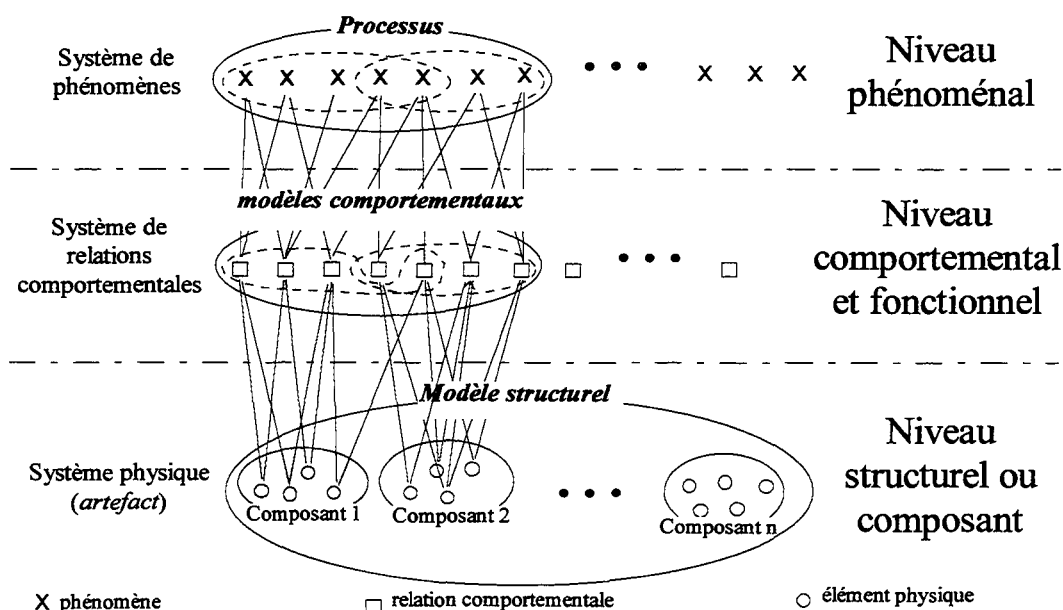 Processus
Système de
phénomènes
X X X X X X X • • • X X X
Niveau
phénoménal
modèles comportementaux
Système de
relations
comportementales
• • •
Niveau
comportemental
et fonctionnel
Modèle structurel
Système physique
(artefact)
Composant 1
Composant 2
• • •
Composant n
Niveau
structurel ou
composant
X phénomène
relation comportementale
élément physique